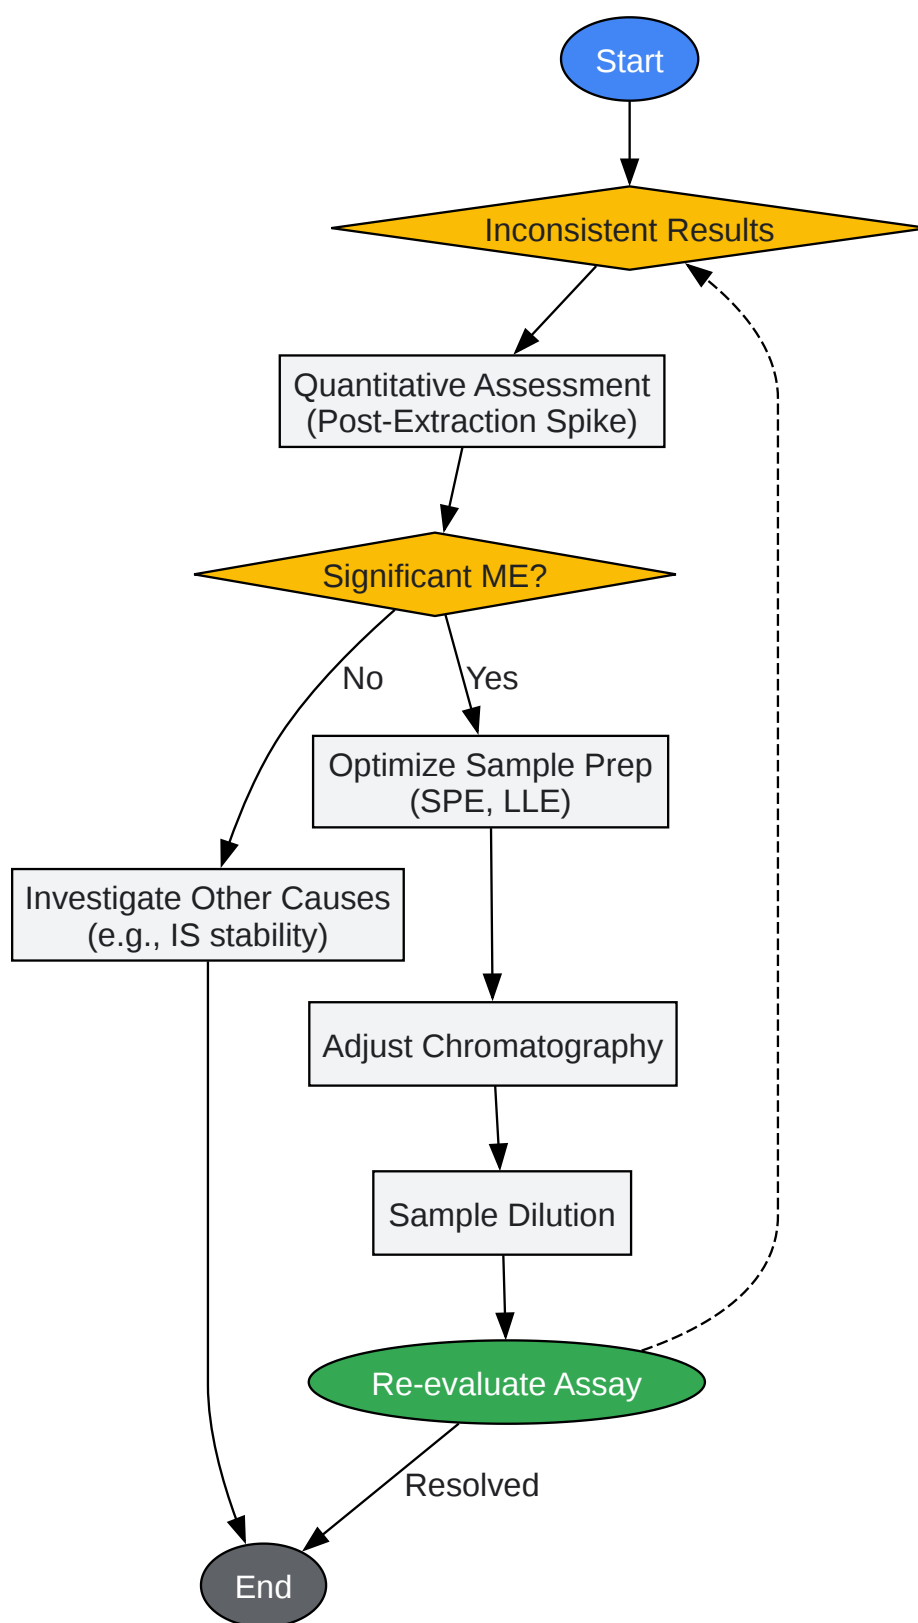 Start
Inconsistent Results
Quantitative Assessment
(Post-Extraction Spike)
Significant ME?
No
Yes
Optimize Sample Prep
(SPE, LLE)
Investigate Other Causes
(e.g., IS stability)
Adjust Chromatography
Sample Dilution
Re-evaluate Assay
Resolved
End